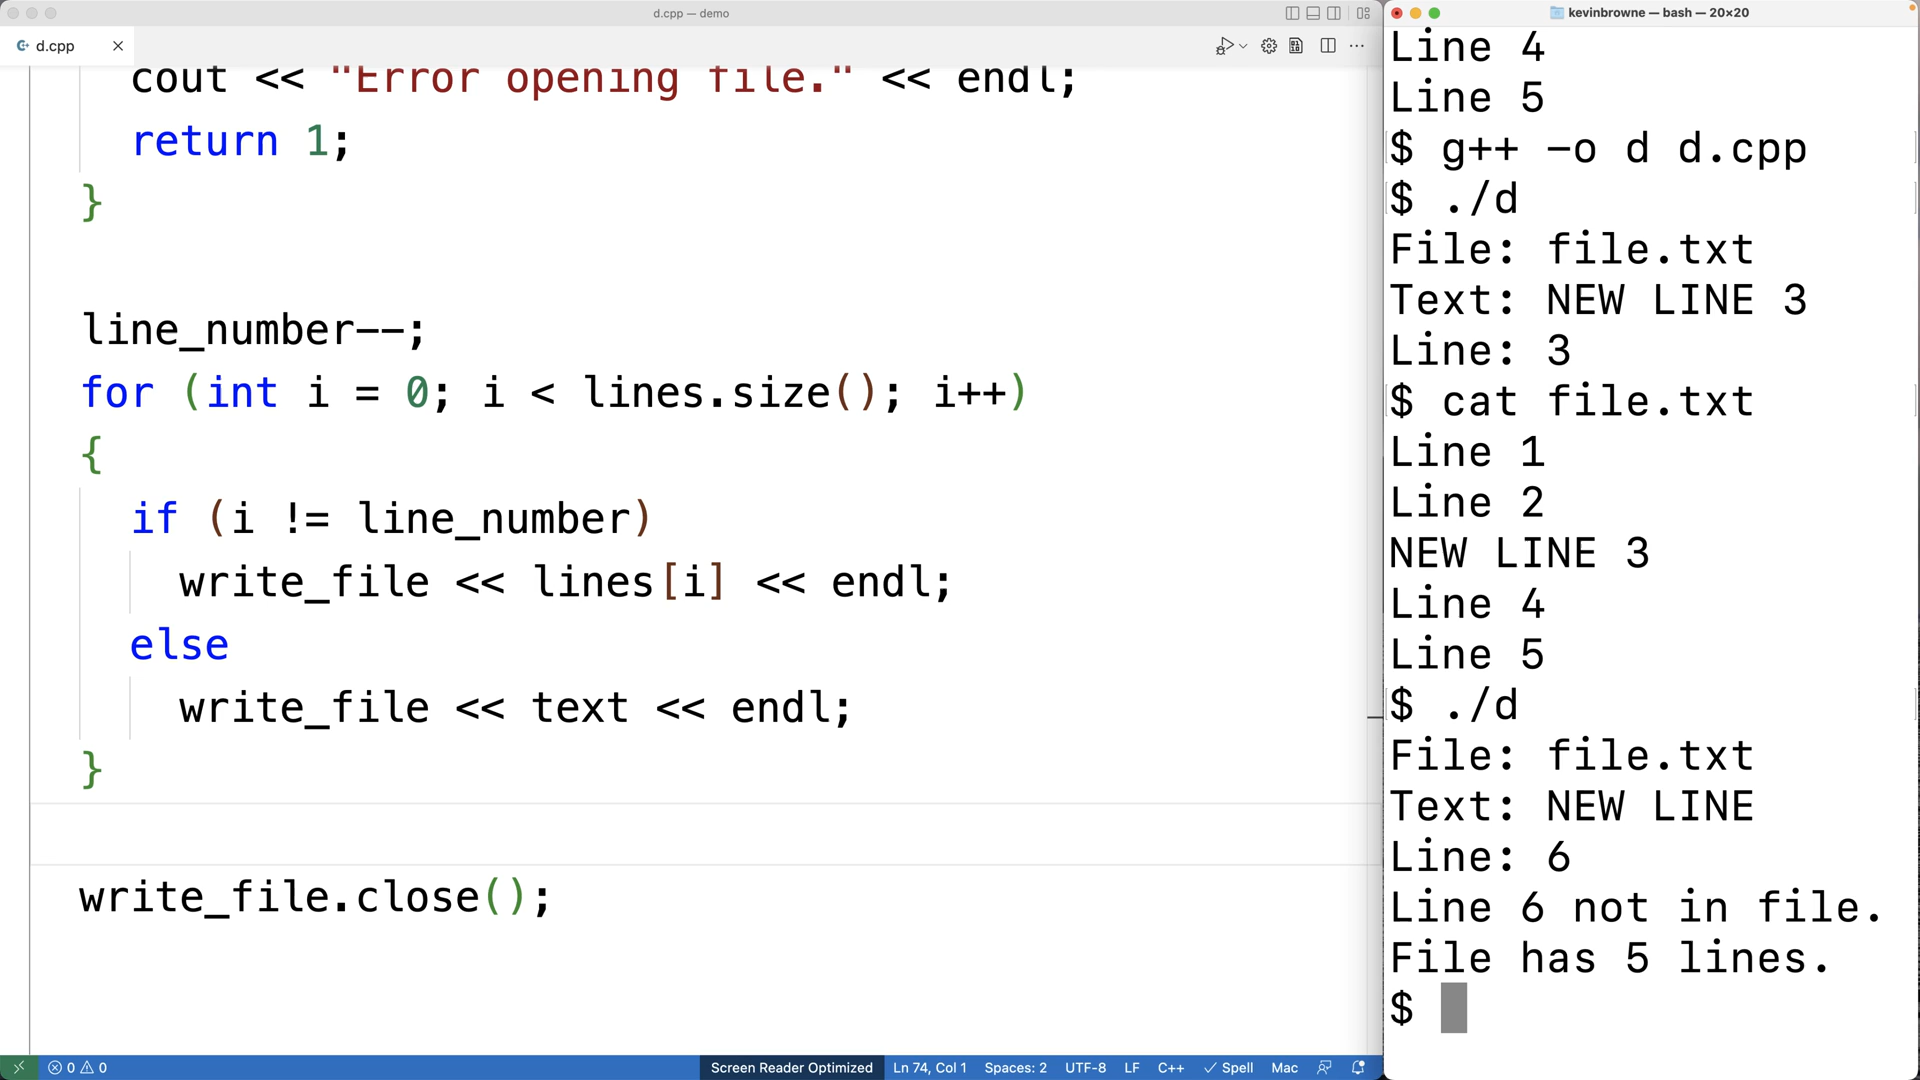 d.cpp — demo
d.cpp
cout << "Error opening file." << endl;
return 1;
}
line_number--;
for (int i = 0; i < lines.size(); i++)
{
if (i != line_number)
write_file << lines[i] << endl;
else
write_file << text << endl;
}
write_file.close();
0 0
Screen Reader Optimized
Ln 74, Col 1
Spaces: 2
UTF-8
LF
C++
Spell
Mac
kevinbrowne — bash — 20×20
Line 4
Line 5
$ g++ -o d d.cpp
$ ./d
File: file.txt
Text: NEW LINE 3
Line: 3
$ cat file.txt
Line 1
Line 2
NEW LINE 3
Line 4
Line 5
$ ./d
File: file.txt
Text: NEW LINE
Line: 6
Line 6 not in file.
File has 5 lines.
$